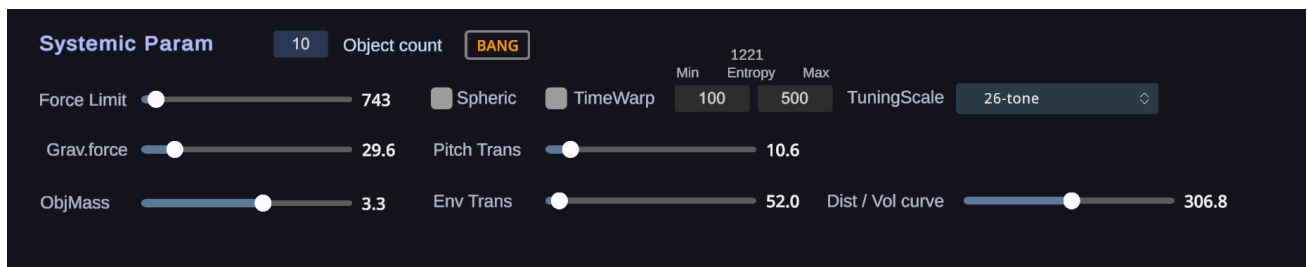 Systemic Param 10 Object count BANG
1221
Min Entropy Max
Force Limit 743 Spheric TimeWarp 100 500 TuningScale 26-tone
Grav.force 29.6 Pitch Trans 10.6
ObjMass 3.3 Env Trans 52.0 Dist / Vol curve 306.8